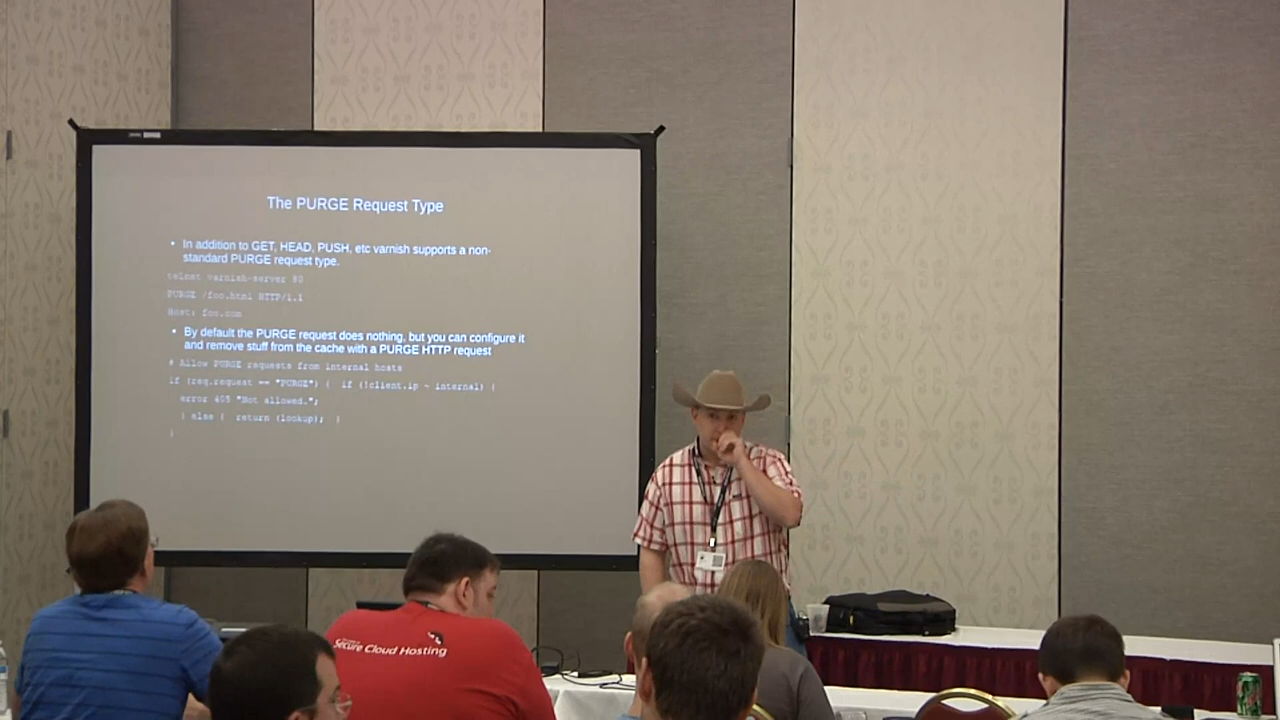 The PURGE Request Type
• In addition to GET, HEAD, PUSH, etc varnish supports a non-
standard PURGE request type.
telnet varnish-server 80
PURGE /foo.html HTTP/1.1
Host: foo.com
• By default the PURGE request does nothing, but you can configure it
and remove stuff from the cache with a PURGE HTTP request
# Allow PURGE requests from internal hosts
if (req.request == "PURGE") { if (!client.ip ~ internal) {
error 405 "Not allowed.";
} else { return (lookup); }
}
Secure Cloud Hosting